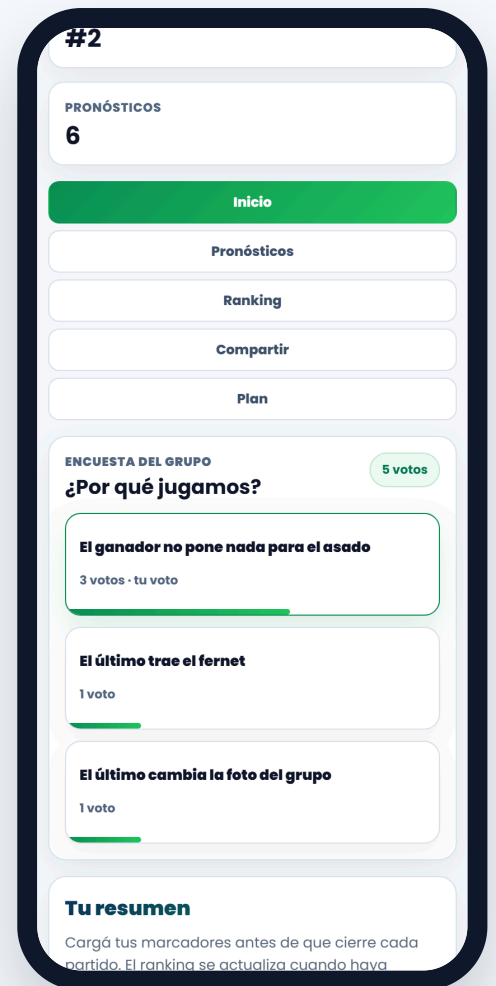 #2
PRONÓSTICOS
6
Inicio
Pronósticos
Ranking
Compartir
Plan
ENCUESTA DEL GRUPO
¿Por qué jugamos?
5 votos
El ganador no pone nada para el asado
3 votos · tu voto
El último trae el fernet
1 voto
El último cambia la foto del grupo
1 voto
Tu resumen
Cargá tus marcadores antes de que cierre cada
partido. El ranking se actualiza cuando haya